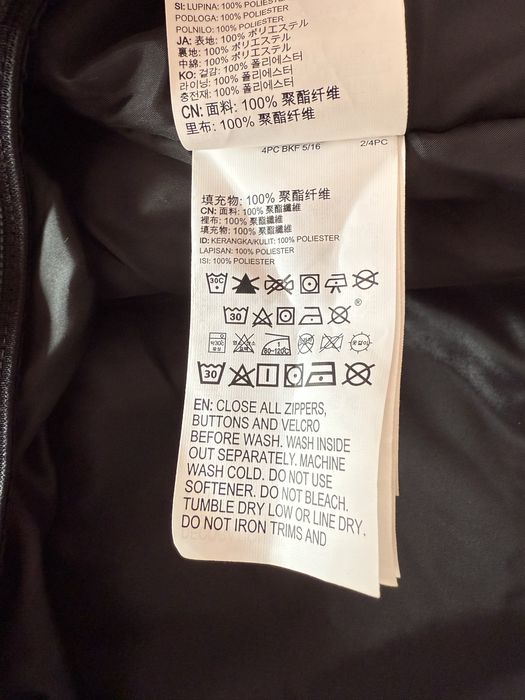 SI: LUPINA: 100% POLIESTER
PODLOGA: 100% POLIESTER
POLNILO: 100% POLIESTER
JA: 表地: 100% ポリエステル
裏地: 100% ポリエステル
中綿: 100% ポリエステル
KO: 겉감: 100% 폴리에스터
라이닝: 100% 폴리에스터
충전재: 100% 폴리에스터
CN: 面料: 100% 聚酯纤维
里布: 100% 聚酯纤维
4PC BKF 5/16 2/4PC
填充物: 100% 聚酯纤维
CN: 面料: 100% 聚酯纖維
裡布: 100% 聚酯纖維
填充物: 100% 聚酯纖維
ID: KERANGKA/KULIT: 100% POLIESTER
LAPISAN: 100% POLIESTER
ISI: 100% POLIESTER
30C
30 ®
80-120C
30
EN: CLOSE ALL ZIPPERS,
BUTTONS AND VELCRO
BEFORE WASH. WASH INSIDE
OUT SEPARATELY. MACHINE
WASH COLD. DO NOT USE
SOFTENER. DO NOT BLEACH.
TUMBLE DRY LOW OR LINE DRY.
DO NOT IRON TRIMS AND